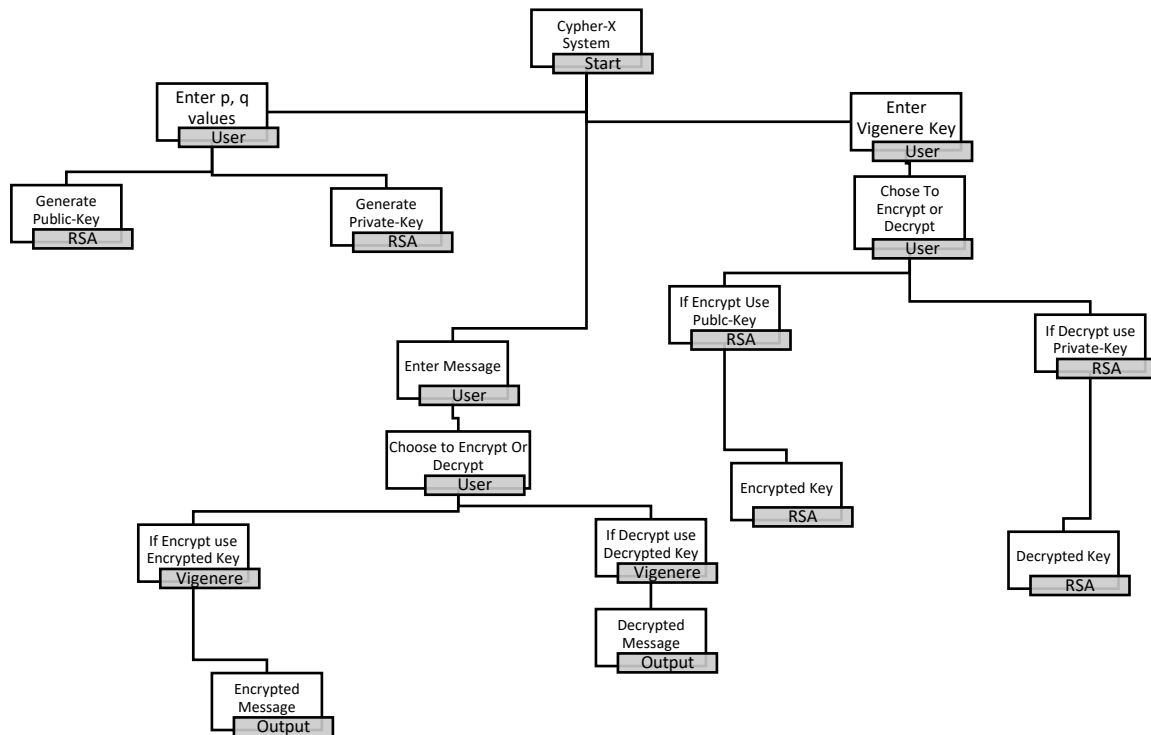 Cypher-X
System
Start
Enter p, q
values
User
Generate
Public-Key
RSA
Generate
Private-Key
RSA
Enter
Vigenere Key
User
Chose To
Encrypt or
Decrypt
User
If Encrypt Use
Publc-Key
RSA
If Decrypt use
Private-Key
RSA
Encrypted Key
RSA
Decrypted Key
RSA
Enter Message
User
Choose to Encrypt Or
Decrypt
User
If Encrypt use
Encrypted Key
Vigenere
If Decrypt use
Decrypted Key
Vigenere
Decrypted
Message
Output
Encrypted
Message
Output